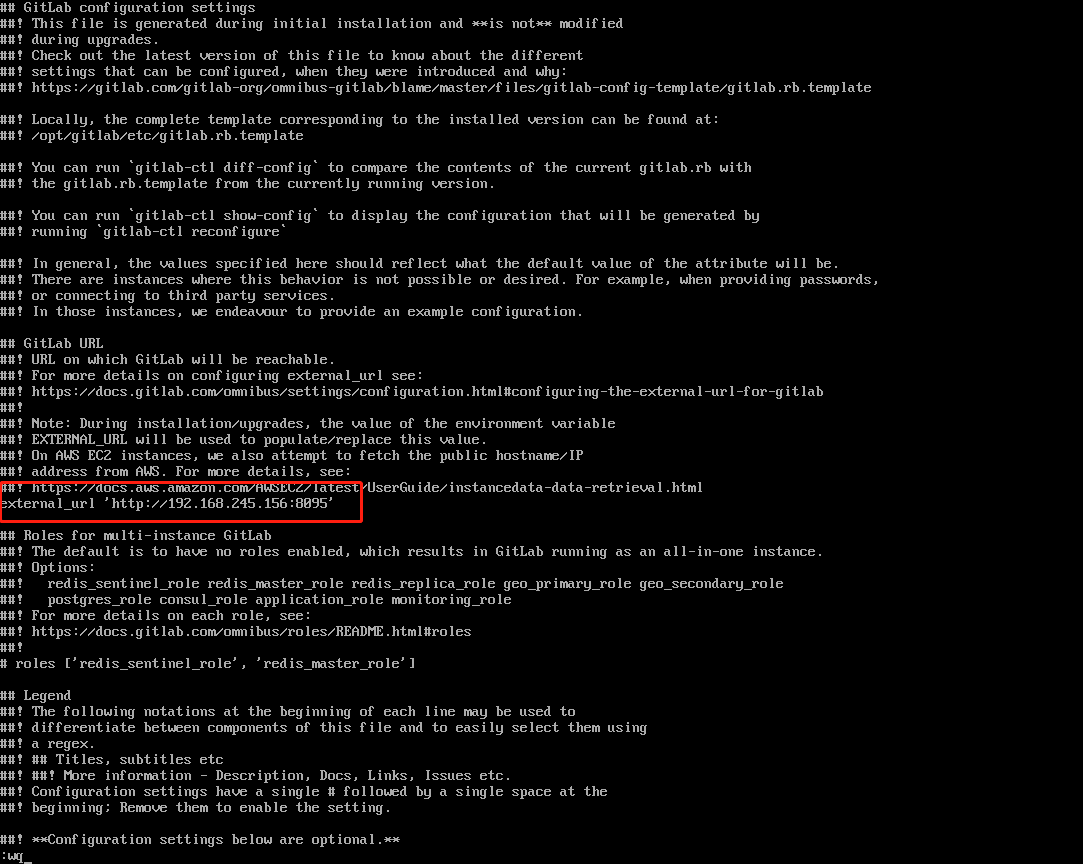 ## GitLab configuration settings
##! This file is generated during initial installation and **is not** modified
##! during upgrades.
##! Check out the latest version of this file to know about the different
##! settings that can be configured, when they were introduced and why:
##! https://gitlab.com/gitlab-org/omnibus-gitlab/blame/master/files/gitlab-config-template/gitlab.rb.template
##! Locally, the complete template corresponding to the installed version can be found at:
##! /opt/gitlab/etc/gitlab.rb.template
##! You can run `gitlab-ctl diff-config` to compare the contents of the current gitlab.rb with
##! the gitlab.rb.template from the currently running version.
##! You can run `gitlab-ctl show-config` to display the configuration that will be generated by
##! running `gitlab-ctl reconfigure`
##! In general, the values specified here should reflect what the default value of the attribute will be.
##! There are instances where this behavior is not possible or desired. For example, when providing passwords,
##! or connecting to third party services.
##! In those instances, we endeavour to provide an example configuration.
## GitLab URL
##! URL on which GitLab will be reachable.
##! For more details on configuring external_url see:
##! https://docs.gitlab.com/omnibus/settings/configuration.html#configuring-the-external-url-for-gitlab
##!
##! Note: During installation/upgrades, the value of the environment variable
##! EXTERNAL_URL will be used to populate/replace this value.
##! On AWS EC2 instances, we also attempt to fetch the public hostname/IP
##! address from AWS. For more details, see:
##! https://docs.aws.amazon.com/AWSEC2/latest/UserGuide/instancedata-data-retrieval.html
external_url 'http://192.168.245.156:8095'
## Roles for multi-instance GitLab
##! The default is to have no roles enabled, which results in GitLab running as an all-in-one instance.
##! Options:
##!   redis_sentinel_role redis_master_role redis_replica_role geo_primary_role geo_secondary_role
##!   postgres_role consul_role application_role monitoring_role
##! For more details on each role, see:
##! https://docs.gitlab.com/omnibus/roles/README.html#roles
##!
# roles ['redis_sentinel_role', 'redis_master_role']
## Legend
##! The following notations at the beginning of each line may be used to
##! differentiate between components of this file and to easily select them using
##! a regex.
##! ## Titles, subtitles etc
##! ##! More information - Description, Docs, Links, Issues etc.
##! Configuration settings have a single # followed by a single space at the
##! beginning; Remove them to enable the setting.
##! **Configuration settings below are optional.**
:wq_